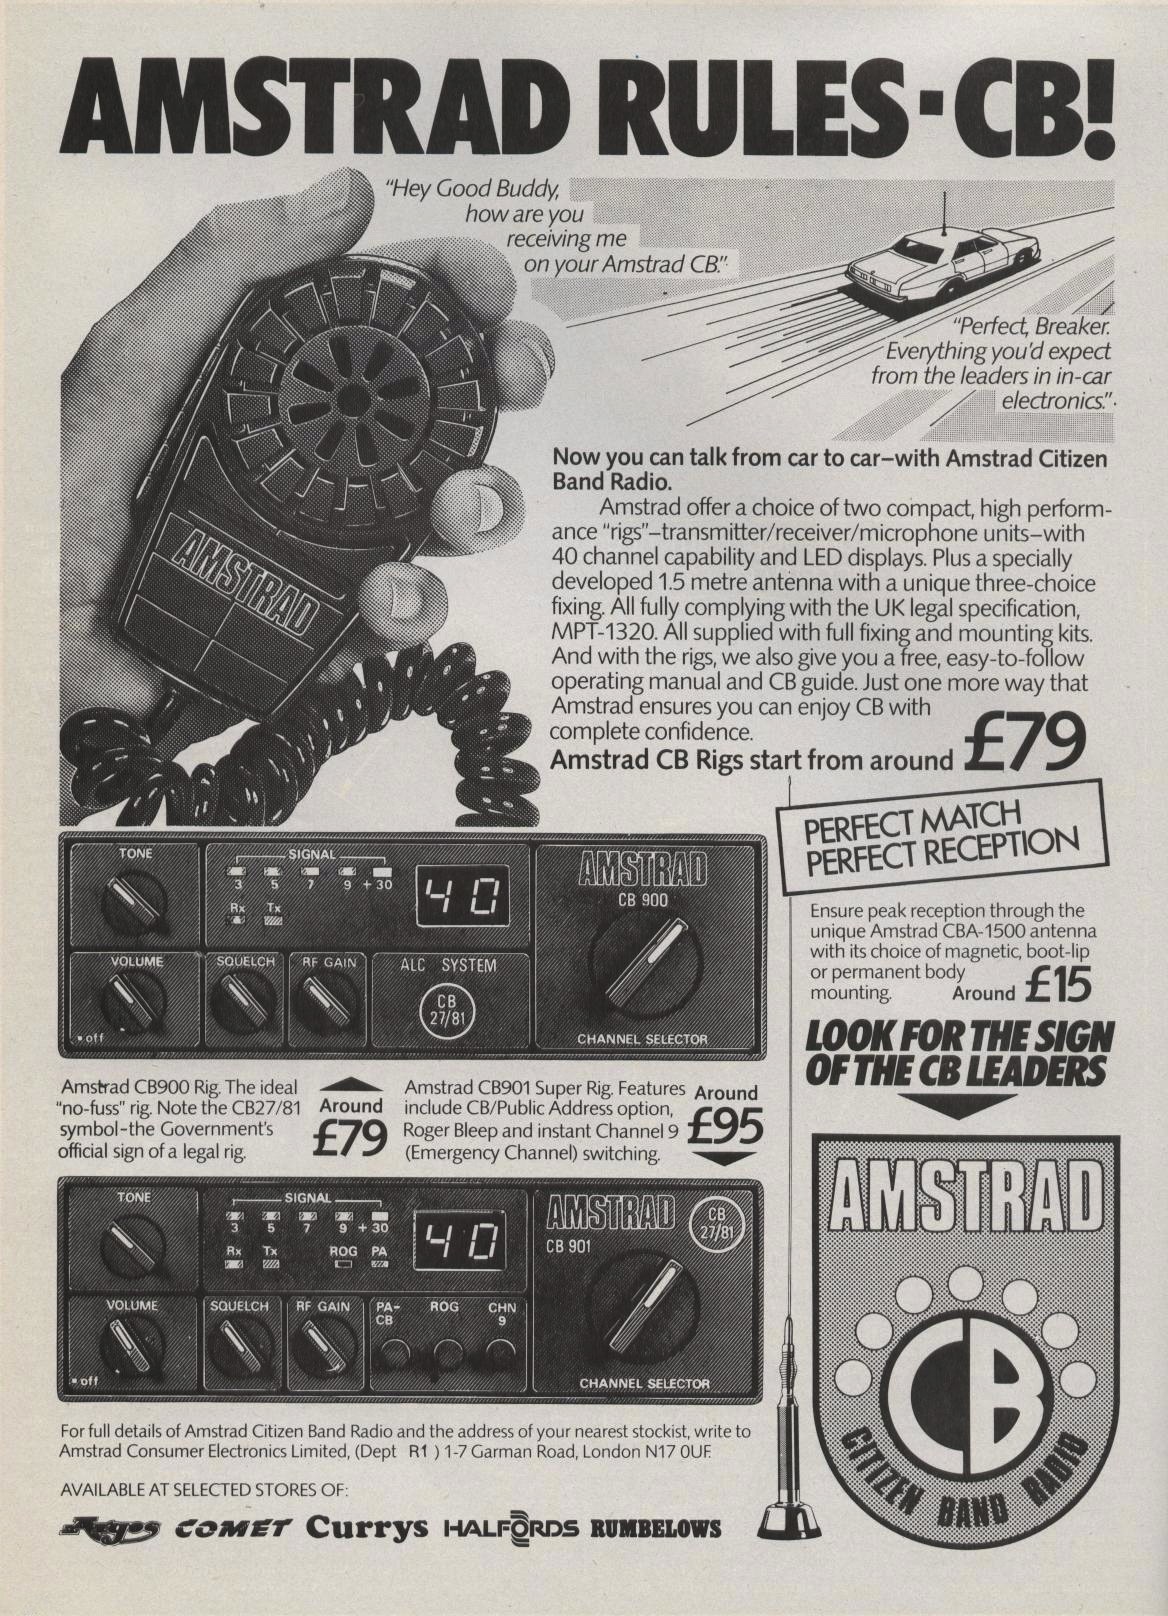 AMSTRAD RULES-CB!
"Hey Good Buddy,
how are you
receiving me
on your Amstrad CB."
"Perfect, Breaker.
Everything you'd expect
from the leaders in in-car
electronics."
AMSTRAD
Now you can talk from car to car–with Amstrad Citizen
Band Radio.
Amstrad offer a choice of two compact, high perform-
ance "rigs"–transmitter/receiver/microphone units–with
40 channel capability and LED displays. Plus a specially
developed 1.5 metre antenna with a unique three-choice
fixing. All fully complying with the UK legal specification,
MPT-1320. All supplied with full fixing and mounting kits.
And with the rigs, we also give you a free, easy-to-follow
operating manual and CB guide. Just one more way that
Amstrad ensures you can enjoy CB with
complete confidence.
Amstrad CB Rigs start from around £79
TONE
SIGNAL
3 5 7 9 +30
Rx Tx
40
AMSTRAD
CB 900
VOLUME
off
SQUELCH
RF GAIN
ALC SYSTEM
CB
27/81
CHANNEL SELECTOR
PERFECT MATCH
PERFECT RECEPTION
Ensure peak reception through the
unique Amstrad CBA-1500 antenna
with its choice of magnetic, boot-lip
or permanent body
mounting. Around £15
LOOK FOR THE SIGN
OF THE CB LEADERS
Amstrad CB900 Rig. The ideal
"no-fuss" rig. Note the CB27/81
symbol-the Government's
official sign of a legal rig.
Around
£79
Amstrad CB901 Super Rig. Features
include CB/Public Address option,
Roger Bleep and instant Channel 9
(Emergency Channel) switching.
Around
£95
TONE
SIGNAL
3 5 7 9 +30
Rx Tx ROG PA
40
AMSTRAD
CB 901
CB
27/81
VOLUME
off
SQUELCH
RF GAIN
PA-
CB
ROG
CHN
9
CHANNEL SELECTOR
AMSTRAD
CB
CITIZEN BAND RADIO
For full details of Amstrad Citizen Band Radio and the address of your nearest stockist, write to
Amstrad Consumer Electronics Limited, (Dept R1 ) 1-7 Garman Road, London N17 0UF.
AVAILABLE AT SELECTED STORES OF:
Argos COMET Currys HALFORDS RUMBELOWS